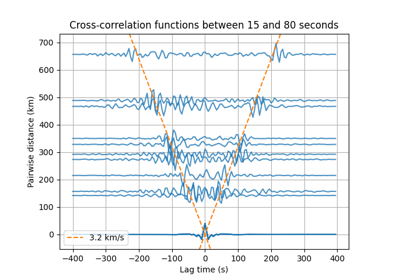 Cross-correlation functions between 15 and 80 seconds
700
600
500
400
300
200
100
0
Pairwise distance (km)
3.2 km/s
−400 −300 −200 −100 0 100 200 300 400
Lag time (s)